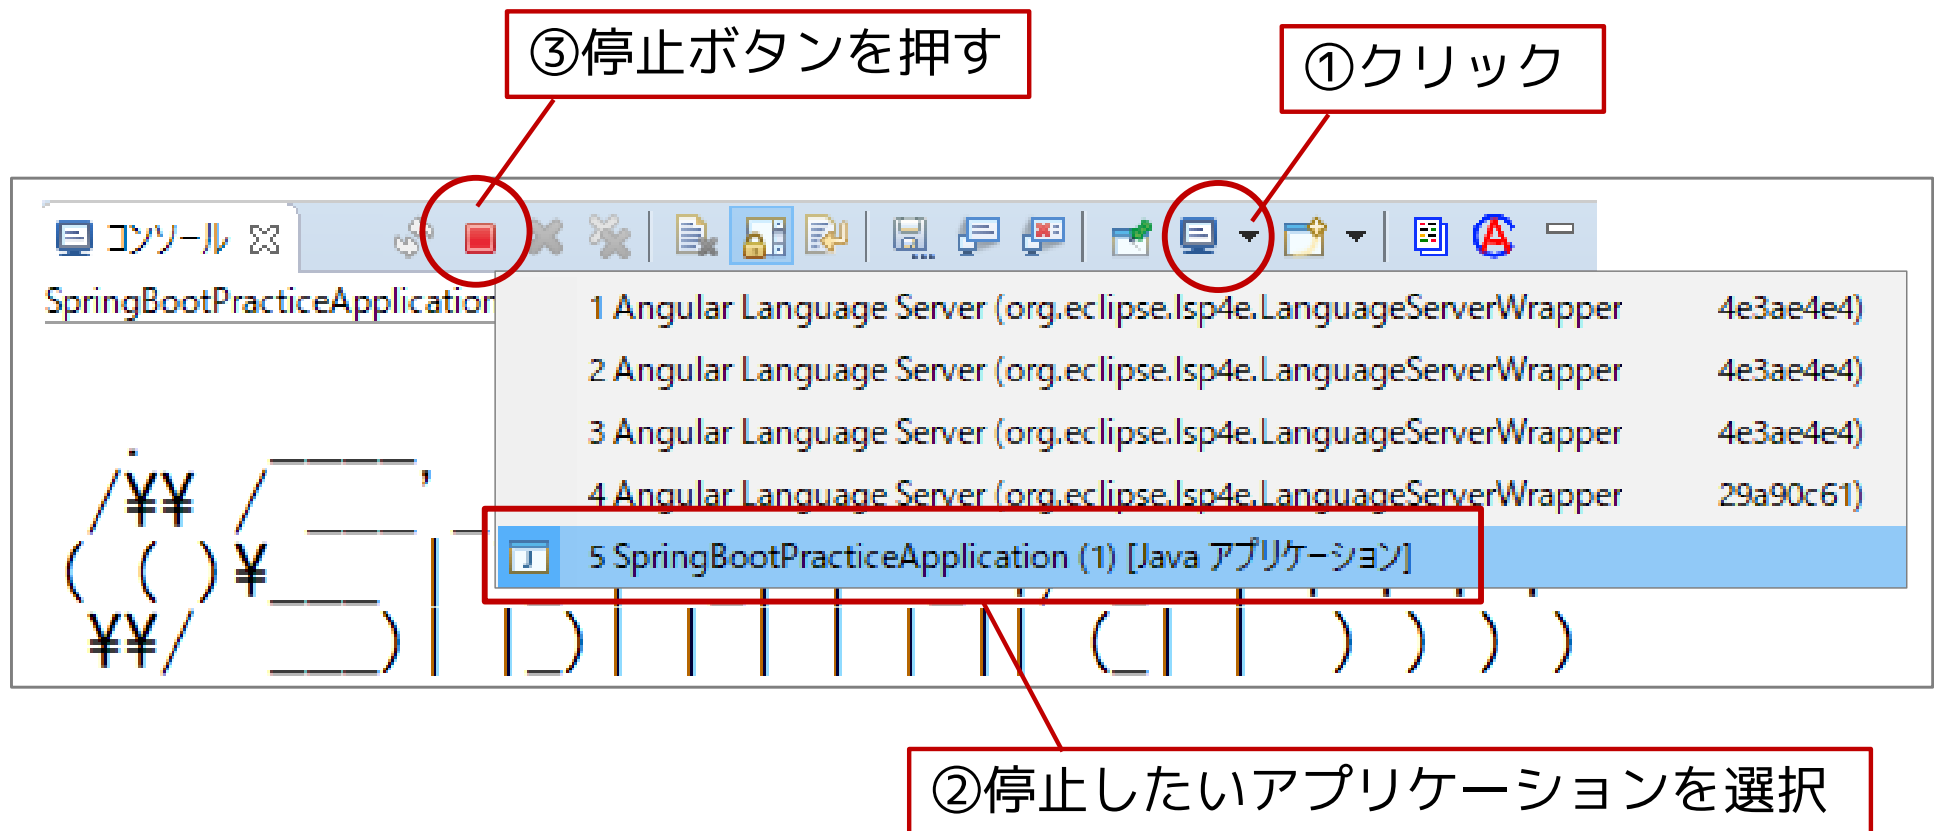 ③停止ボタンを押す
①クリック
コンソール
SpringBootPracticeApplication
1 Angular Language Server (org.eclipse.lsp4e.LanguageServerWrapper 4e3ae4e4)
2 Angular Language Server (org.eclipse.lsp4e.LanguageServerWrapper 4e3ae4e4)
3 Angular Language Server (org.eclipse.lsp4e.LanguageServerWrapper 4e3ae4e4)
4 Angular Language Server (org.eclipse.lsp4e.LanguageServerWrapper 29a90c61)
5 SpringBootPracticeApplication (1) [Java アプリケーション]
②停止したいアプリケーションを選択